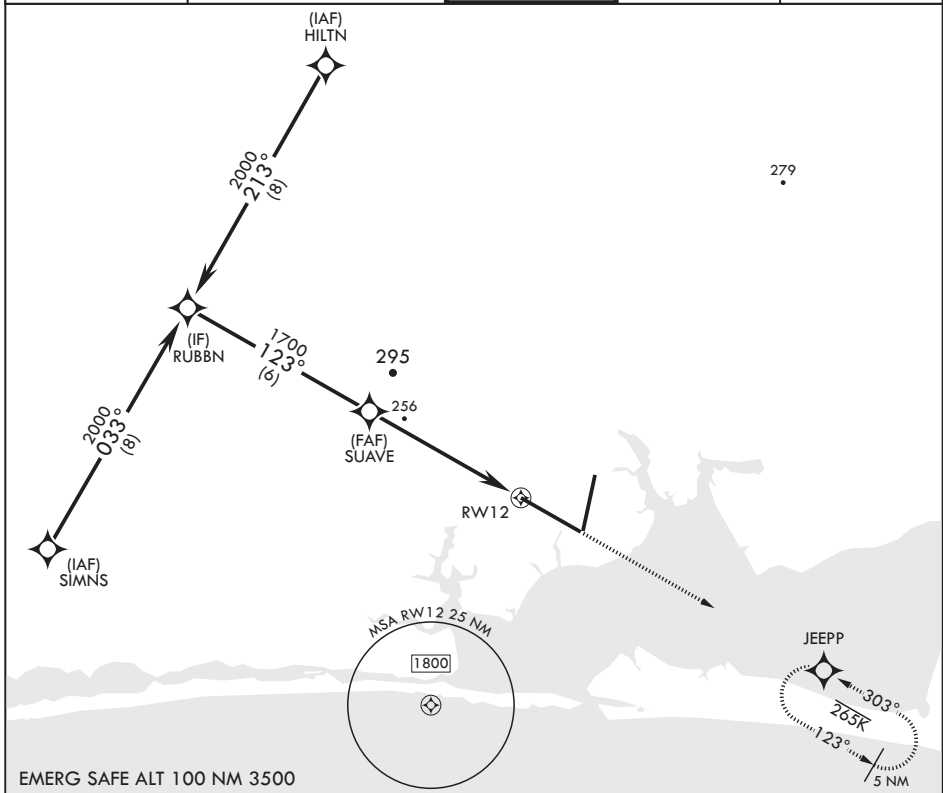 (IAF)
HILTN
2000
213°
(8)
279
(IF)
RUBBN
1700
123°
(6)
295
256
(FAF)
SUAVE
2000
033°
(8)
RW12
(IAF)
SIMNS
MSA RW12 25 NM
1800
JEEPP
303°
265K
123°
5 NM
EMERG SAFE ALT 100 NM 3500